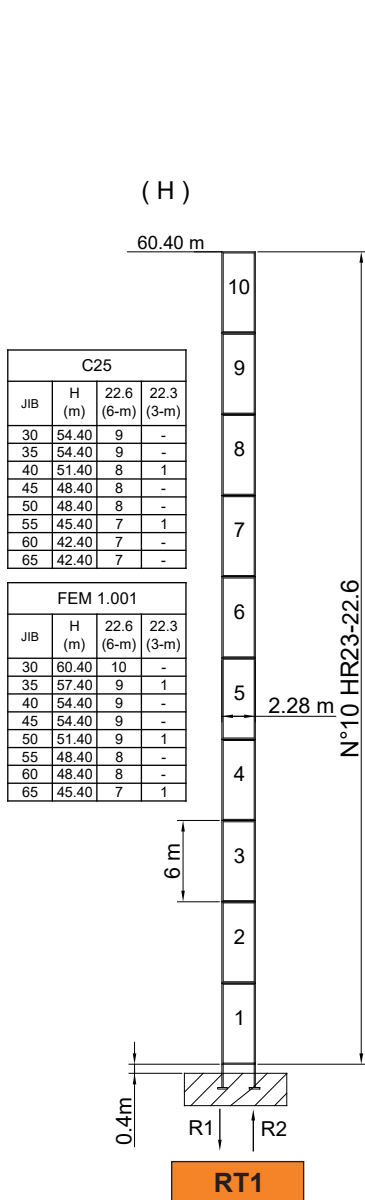 ( H )
60.40 m
10
9
8
7
6
5
4
3
2
1
2.28 m
6 m
N°10 HR23-22.6
0.4m
R1
R2
RT1
C25
JIB H (m) 22.6 (6-m) 22.3 (3-m)
30 54.40 9 -
35 54.40 9 -
40 51.40 8 1
45 48.40 8 -
50 48.40 8 -
55 45.40 7 1
60 42.40 7 -
65 42.40 7 -
FEM 1.001
JIB H (m) 22.6 (6-m) 22.3 (3-m)
30 60.40 10 -
35 57.40 9 1
40 54.40 9 -
45 54.40 9 -
50 51.40 9 1
55 48.40 8 -
60 48.40 8 -
65 45.40 7 1